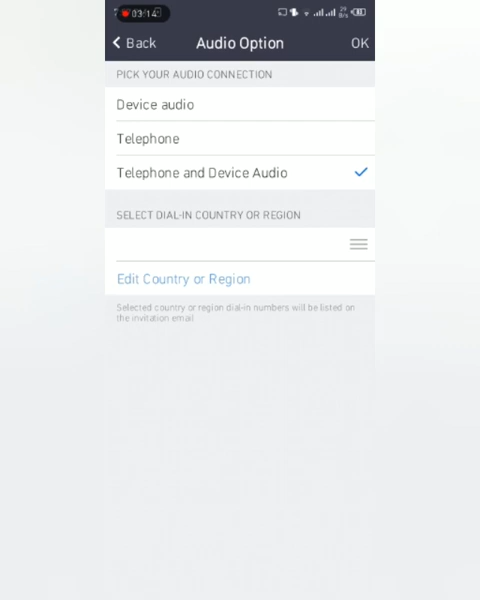 03:14
29
B/s
Back
Audio Option
OK
PICK YOUR AUDIO CONNECTION
Device audio
Telephone
Telephone and Device Audio
SELECT DIAL-IN COUNTRY OR REGION
Edit Country or Region
Selected country or region dial-in numbers will be listed on
the invitation email